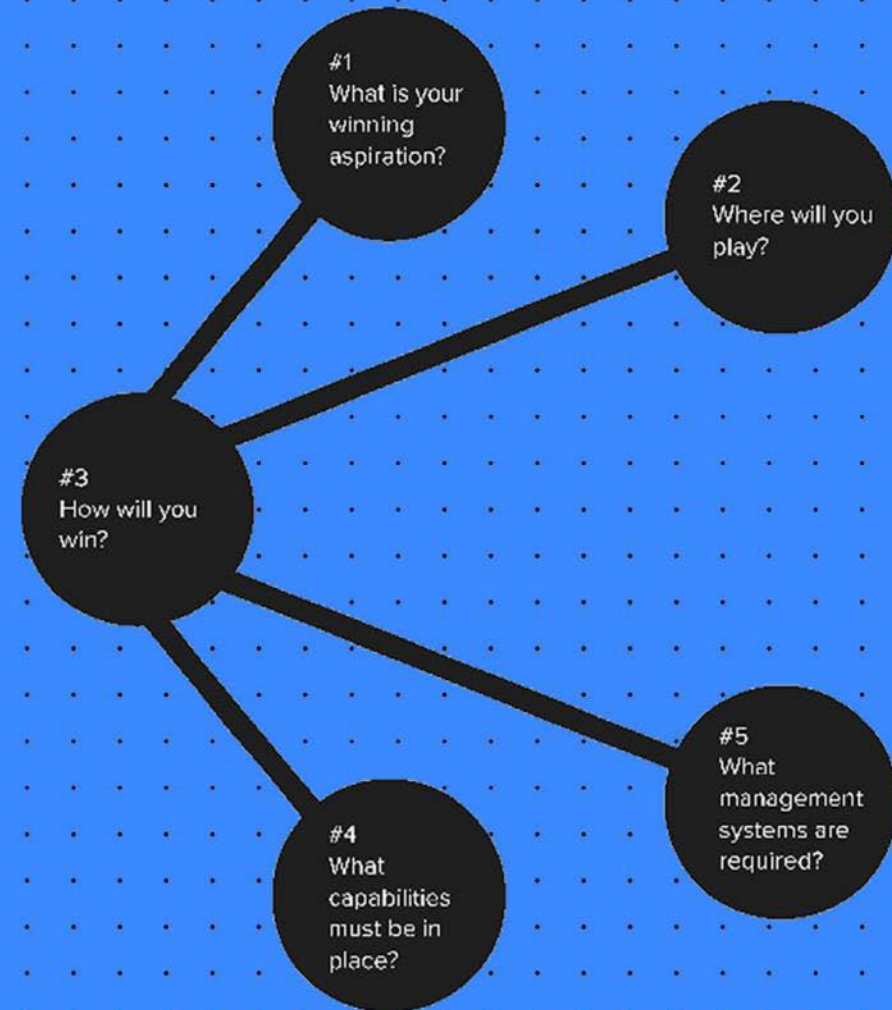 #1
What is your
winning
aspiration?
#2
Where will you
play?
#3
How will you
win?
#4
What
capabilities
must be in
place?
#5
What
management
systems are
required?